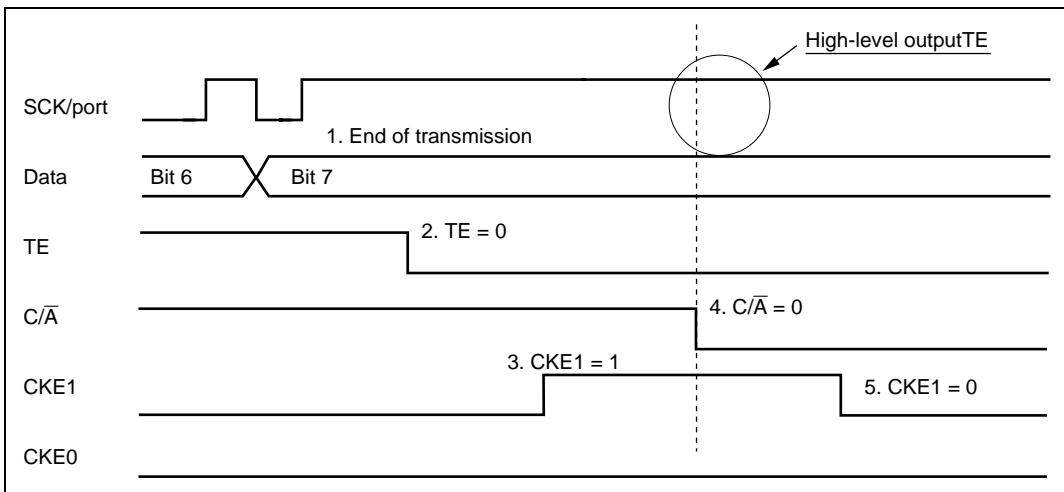 High-level outputTE
SCK/port
1. End of transmission
Data
Bit 6
Bit 7
TE
2. TE = 0
C/A̅
4. C/A̅ = 0
3. CKE1 = 1
CKE1
5. CKE1 = 0
CKE0